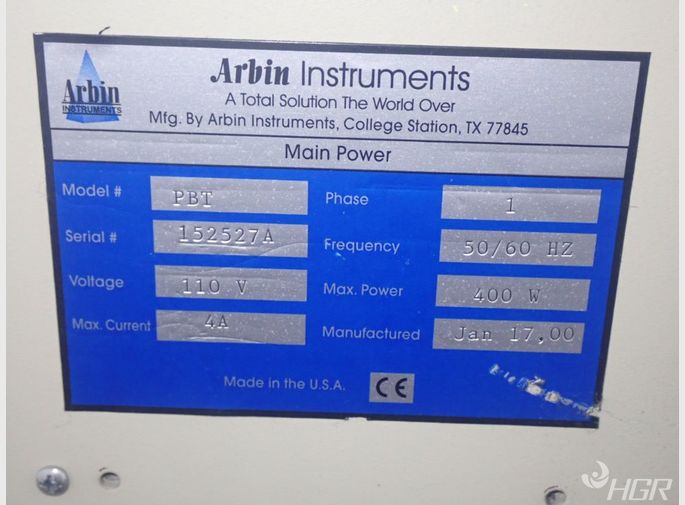 Arbin
INSTRUMENTS
Arbin Instruments
A Total Solution The World Over
Mfg. By Arbin Instruments, College Station, TX 77845
Main Power
Model # PBT Phase 1
Serial # 152527A Frequency 50/60 HZ
Voltage 110 V Max. Power 400 W
Max. Current 4A Manufactured Jan 17,00
Made in the U.S.A. CE
HGR